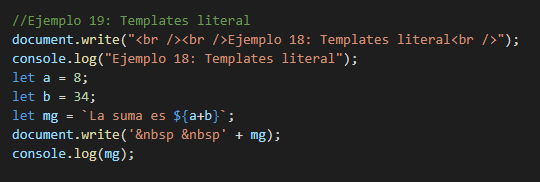 //Ejemplo 19: Templates literal
document.write("<br /><br />Ejemplo 18: Templates literal<br />");
console.log("Ejemplo 18: Templates literal");
let a = 8;
let b = 34;
let mg = `La suma es ${a+b}`;
document.write('&nbsp &nbsp' + mg);
console.log(mg);